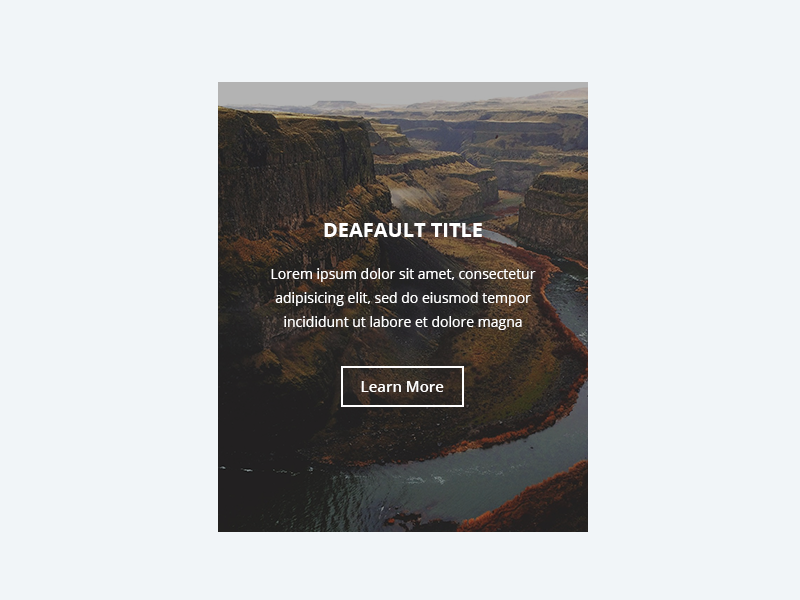 DEAFAULT TITLE
Lorem ipsum dolor sit amet, consectetur
adipisicing elit, sed do eiusmod tempor
incididunt ut labore et dolore magna
Learn More